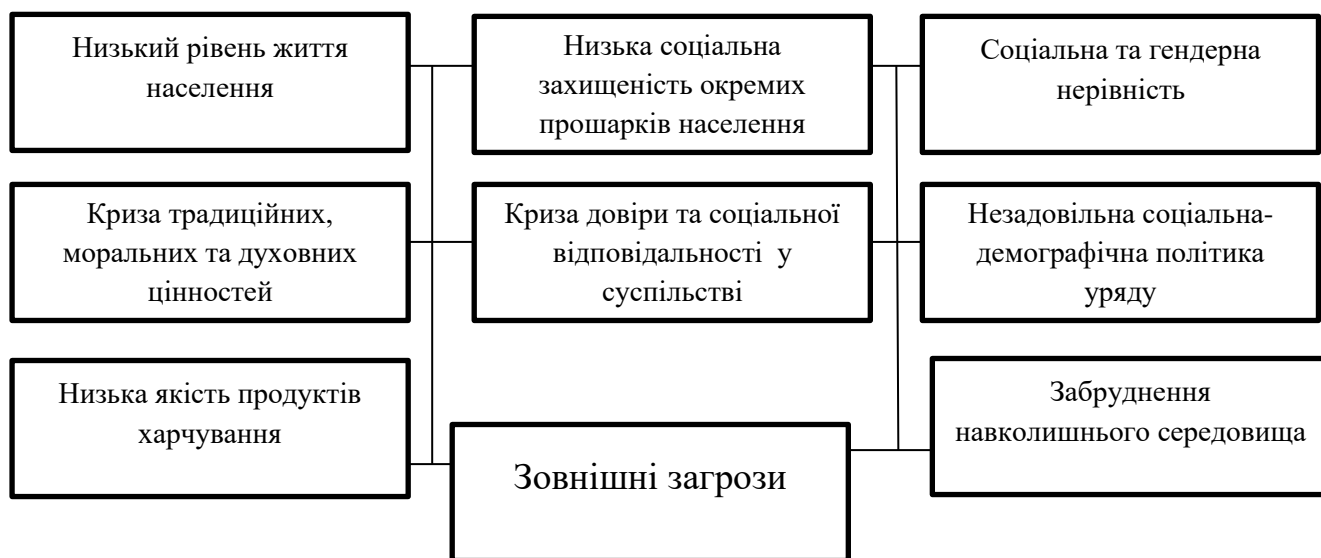 Низький рівень життя
населення
Низька соціальна
захищеність окремих
прошарків населення
Соціальна та гендерна
нерівність
Криза традиційних,
моральних та духовних
цінностей
Криза довіри та соціальної
відповідальності у
суспільстві
Незадовільна соціальна-
демографічна політика
уряду
Низька якість продуктів
харчування
Зовнішні загрози
Забруднення
навколишнього середовища